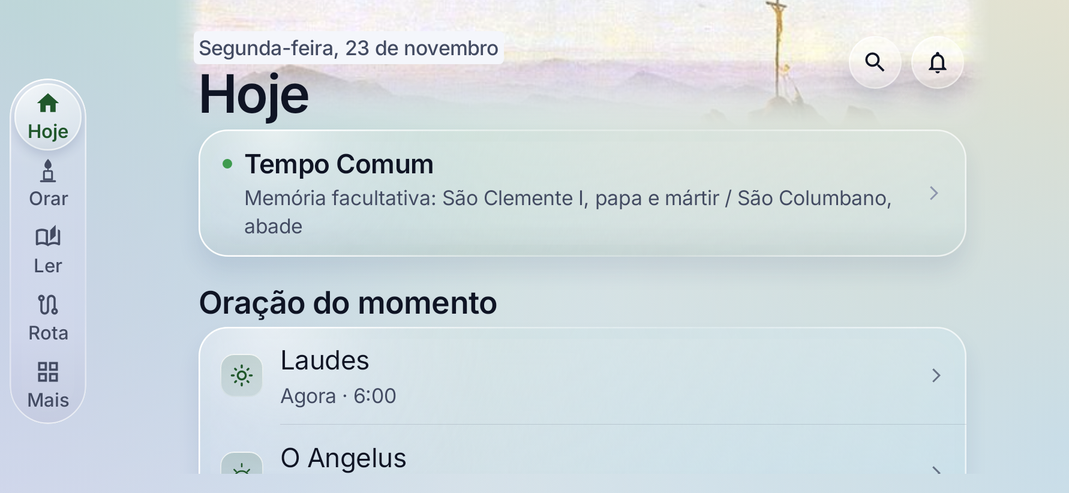 Segunda-feira, 23 de novembro
Hoje
Tempo Comum
Memória facultativa: São Clemente I, papa e mártir / São Columbano,
abade
Oração do momento
Laudes
Agora · 6:00
O Angelus
Hoje
Orar
Ler
Rota
Mais